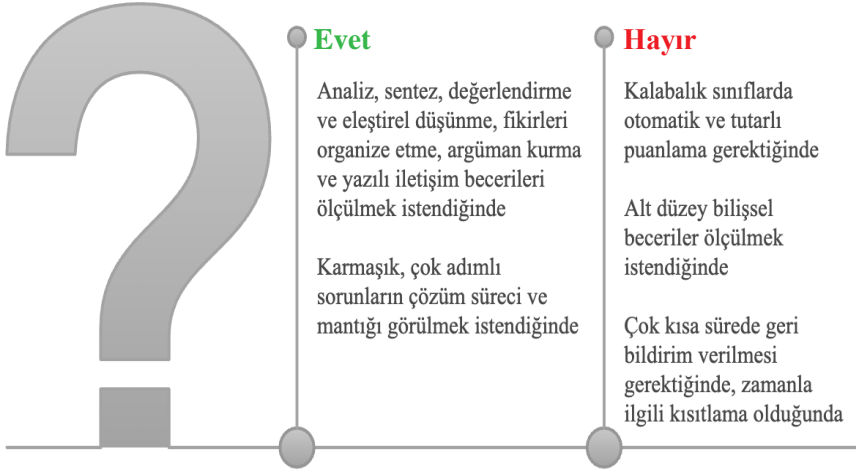 Evet
Analiz, sentez, değerlendirme
ve eleştirel düşünme, fikirleri
organize etme, argüman kurma
ve yazılı iletişim becerileri
ölçülmek istendiğinde
Karmaşık, çok adımlı
sorunların çözüm süreci ve
mantığı görülmek istendiğinde
Hayır
Kalabalık sınıflarda
otomatik ve tutarlı
puanlama gerektiğinde
Alt düzey bilişsel
beceriler ölçülmek
istendiğinde
Çok kısa sürede geri
bildirim verilmesi
gerektiğinde, zamanla
ilgili kısıtlama olduğunda